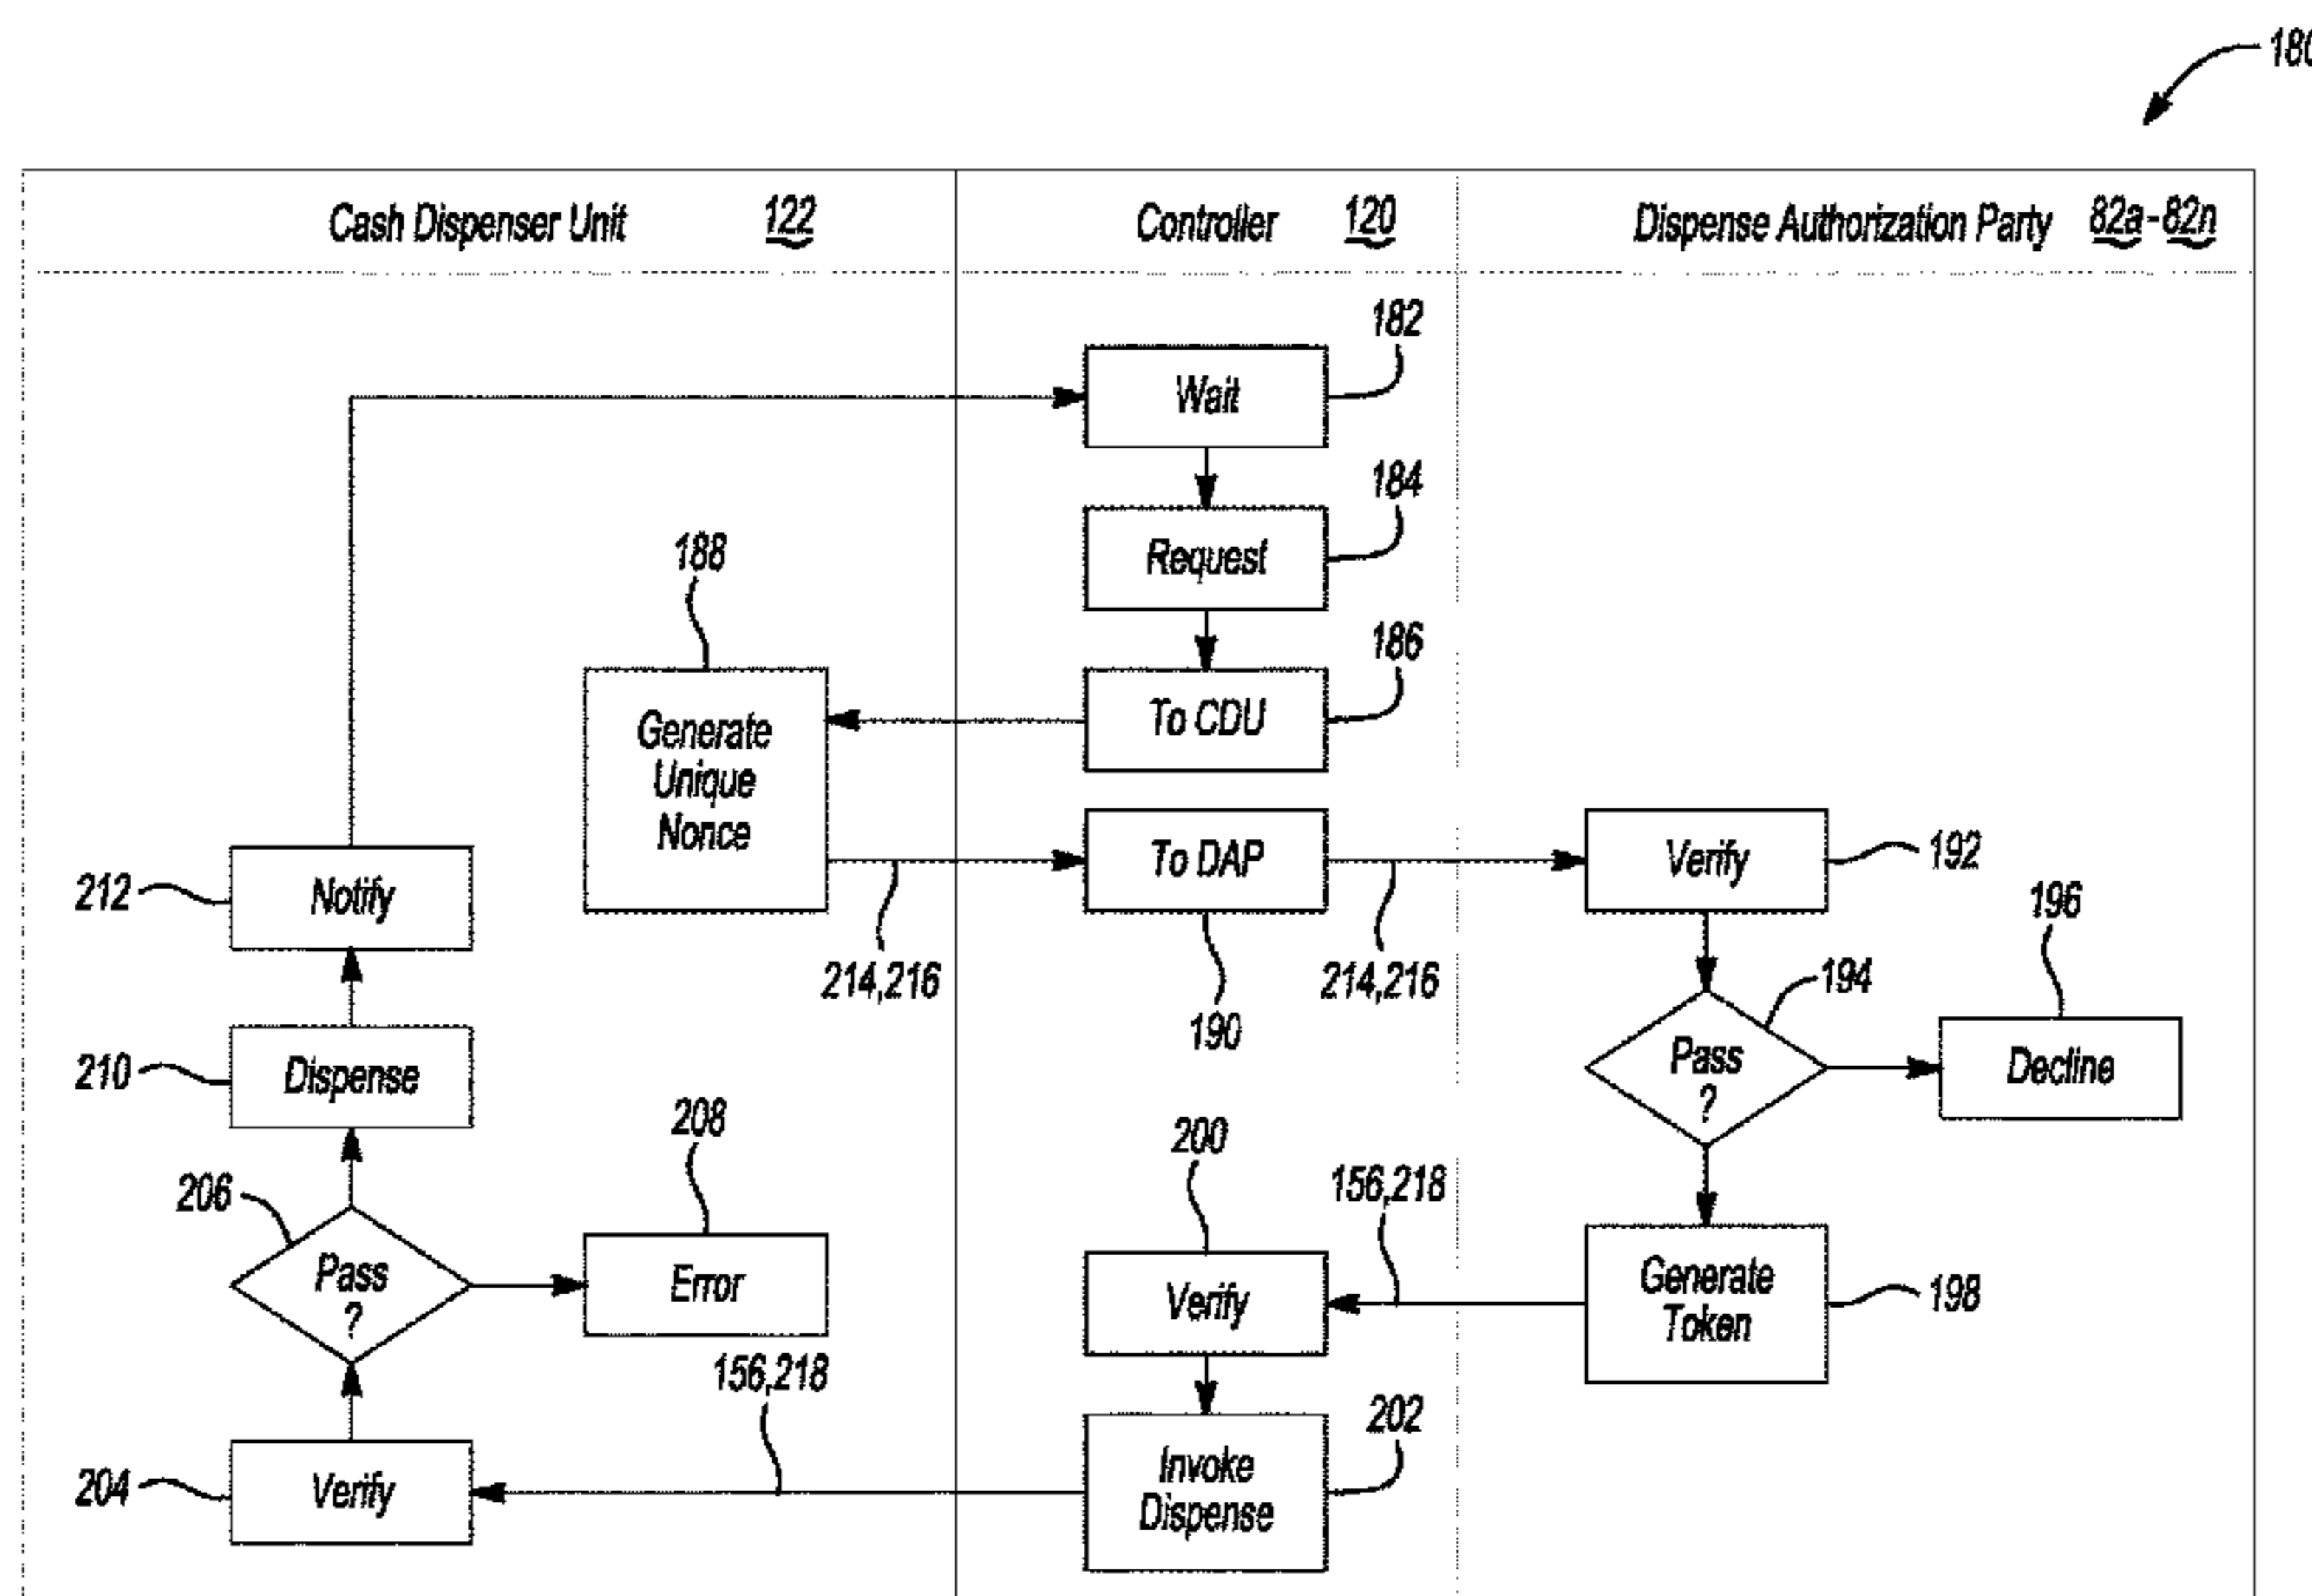 180
Cash Dispenser Unit 122
Controller 120
Dispense Authorization Party 82a-82n
182
Wait
184
Request
188
186
Generate
Unique
Nonce
To CDU
To DAP
Verify
192
212
Notify
214,216
190
214,216
194
196
Pass
?
Decline
210
Dispense
208
200
156,218
206
Pass
?
Error
Verify
Generate
Token
198
156,218
202
204
Verify
Invoke
Dispense